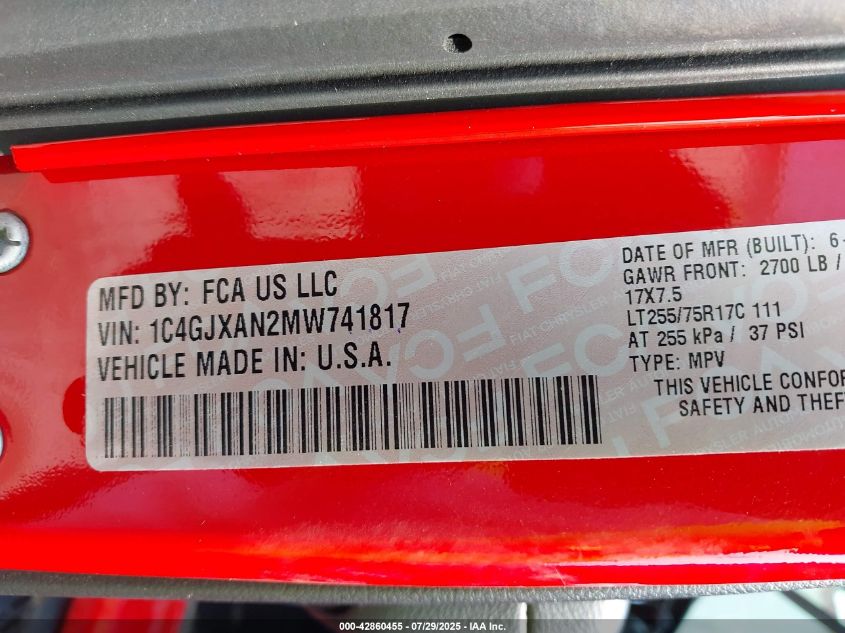 MFD BY: FCA US LLC
VIN: 1C4GJXAN2MW741817
VEHICLE MADE IN: U.S.A.
DATE OF MFR (BUILT): 6-
GAWR FRONT: 2700 LB /
17X7.5
LT255/75R17C 111
AT 255 kPa / 37 PSI
TYPE: MPV
THIS VEHICLE CONFOR
SAFETY AND THEF
000-42860455 - 07/29/2025 - IAA Inc.